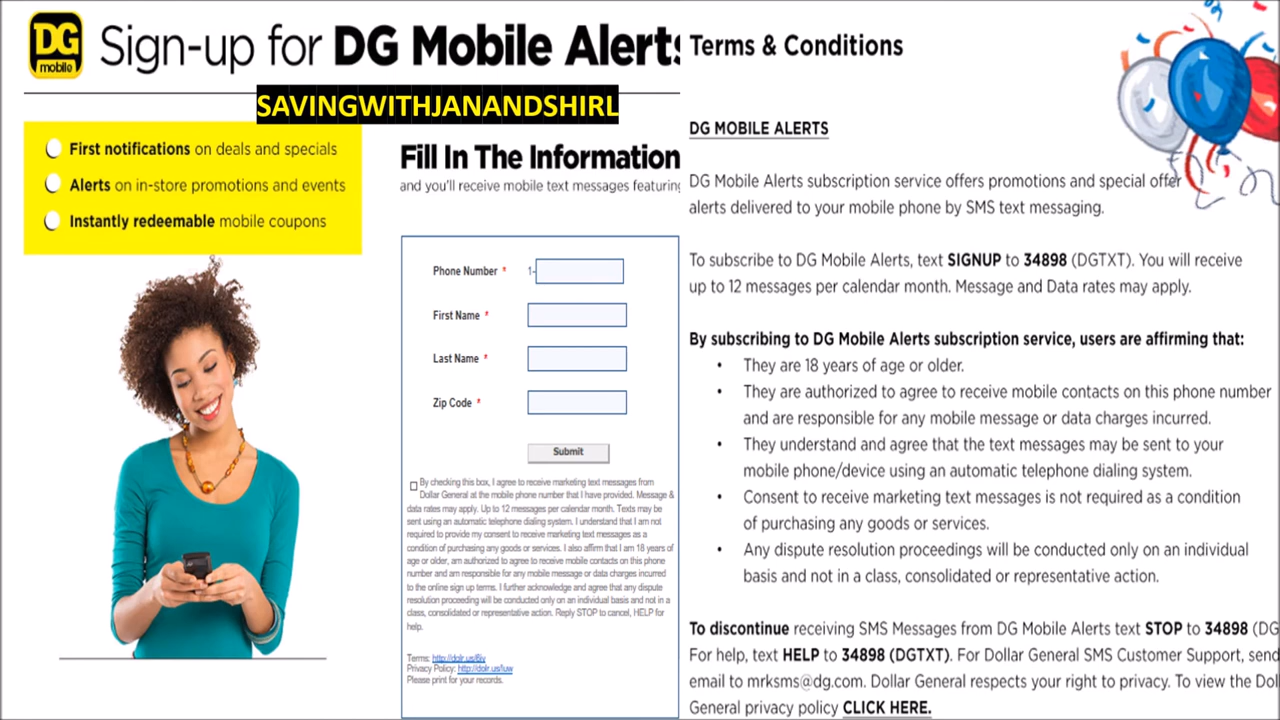 DG
mobile
Sign-up for DG Mobile Alerts
SAVINGWITHJANANDSHIRL
First notifications on deals and specials
Alerts on in-store promotions and events
Instantly redeemable mobile coupons
Fill In The Information
and you'll receive mobile text messages featuring
Phone Number * 1-
First Name *
Last Name *
Zip Code *
Submit
By checking this box, I agree to receive marketing text messages from
Dollar General at the mobile phone number that I have provided. Message &
data rates may apply. Up to 12 messages per calendar month. Texts may be
sent using an automatic telephone dialing system. I understand that I am not
required to provide my consent to receive marketing text messages as a
condition of purchasing any goods or services. I also affirm that I am 18 years of
age or older, am authorized to agree to receive mobile contacts on this phone
number and am responsible for any mobile message or data charges incurred
to the online sign up terms. I further acknowledge and agree that any dispute
resolution proceeding will be conducted only on an individual basis and not in a
class, consolidated or representative action. Reply STOP to cancel, HELP for
help.
Terms: http://dolr.us/6iv
Privacy Policy: http://dolr.us/iuw
Please print for your records.
Terms & Conditions
DG MOBILE ALERTS
DG Mobile Alerts subscription service offers promotions and special offer
alerts delivered to your mobile phone by SMS text messaging.
To subscribe to DG Mobile Alerts, text SIGNUP to 34898 (DGTXT). You will receive
up to 12 messages per calendar month. Message and Data rates may apply.
By subscribing to DG Mobile Alerts subscription service, users are affirming that:
• They are 18 years of age or older.
• They are authorized to agree to receive mobile contacts on this phone number
and are responsible for any mobile message or data charges incurred.
• They understand and agree that the text messages may be sent to your
mobile phone/device using an automatic telephone dialing system.
• Consent to receive marketing text messages is not required as a condition
of purchasing any goods or services.
• Any dispute resolution proceedings will be conducted only on an individual
basis and not in a class, consolidated or representative action.
To discontinue receiving SMS Messages from DG Mobile Alerts text STOP to 34898 (DG
For help, text HELP to 34898 (DGTXT). For Dollar General SMS Customer Support, send
email to mrksms@dg.com. Dollar General respects your right to privacy. To view the Dol
General privacy policy CLICK HERE.